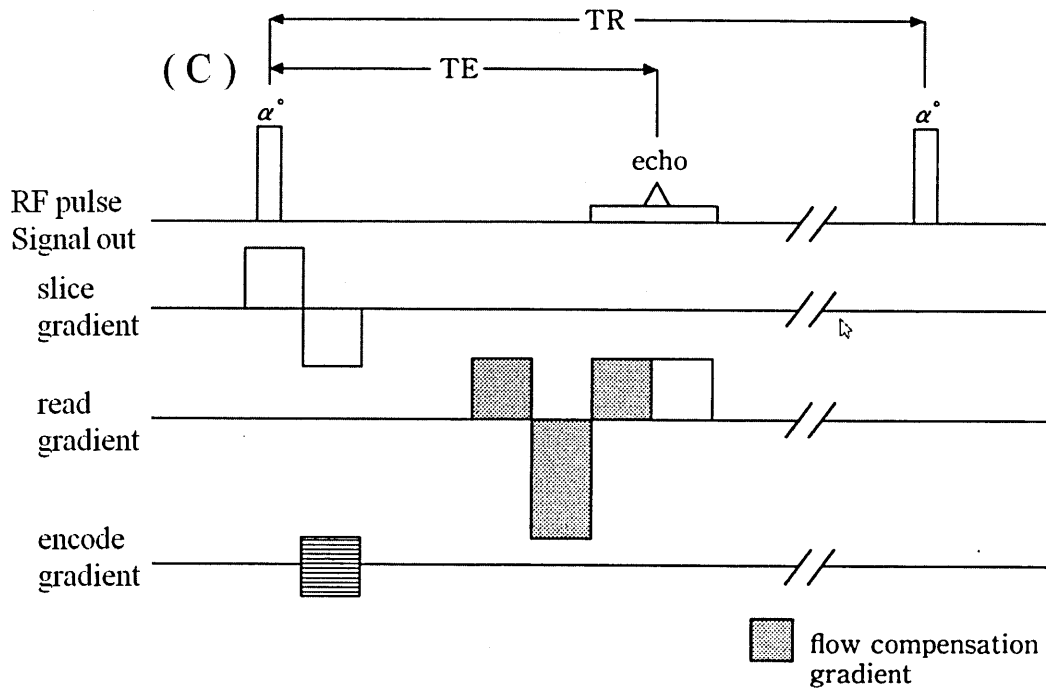 TR
( C )
TE
α°
α°
echo
RF pulse
Signal out
slice
gradient
read
gradient
encode
gradient
flow compensation
gradient